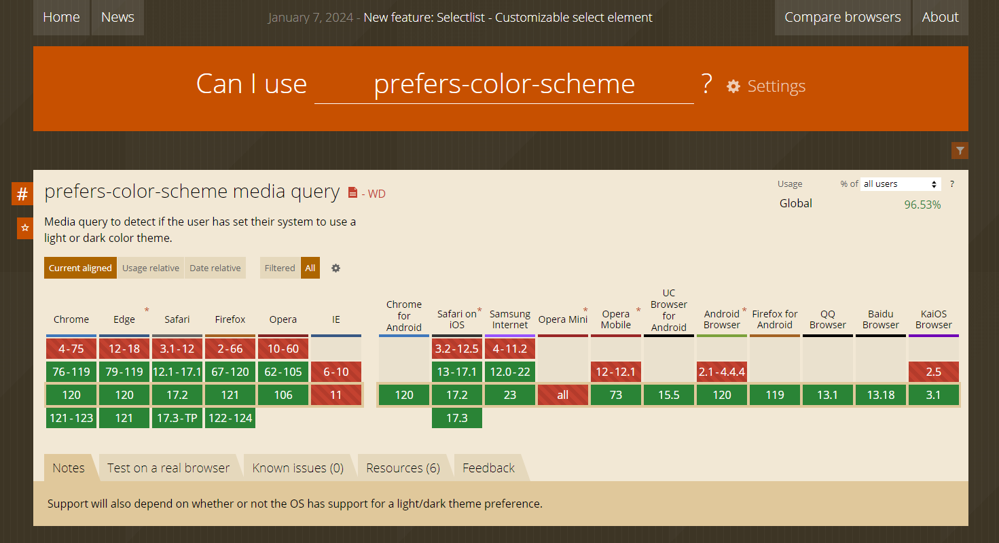 Home News January 7, 2024 - New feature: Selectlist - Customizable select element Compare browsers About
Can I use prefers-color-scheme ? Settings
# prefers-color-scheme media query - WD
Usage % of all users ?
Global 96.53%
Media query to detect if the user has set their system to use a
light or dark color theme.
Current aligned Usage relative Date relative Filtered All
Chrome Edge * Safari Firefox Opera IE
Chrome for Android Safari on iOS * Samsung Internet Opera Mini * Opera Mobile * UC Browser for Android Android Browser * Firefox for Android QQ Browser Baidu Browser KaiOS Browser
4-75 12-18 3.1-12 2-66 10-60 3.2-12.5 4-11.2
76-119 79-119 12.1-17.1 67-120 62-105 6-10 13-17.1 12.0-22 12-12.1 2.1-4.4.4 2.5
120 120 17.2 121 106 11 120 17.2 23 all 73 15.5 120 119 13.1 13.18 3.1
121-123 121 17.3-TP 122-124 17.3
Notes Test on a real browser Known issues (0) Resources (6) Feedback
Support will also depend on whether or not the OS has support for a light/dark theme preference.